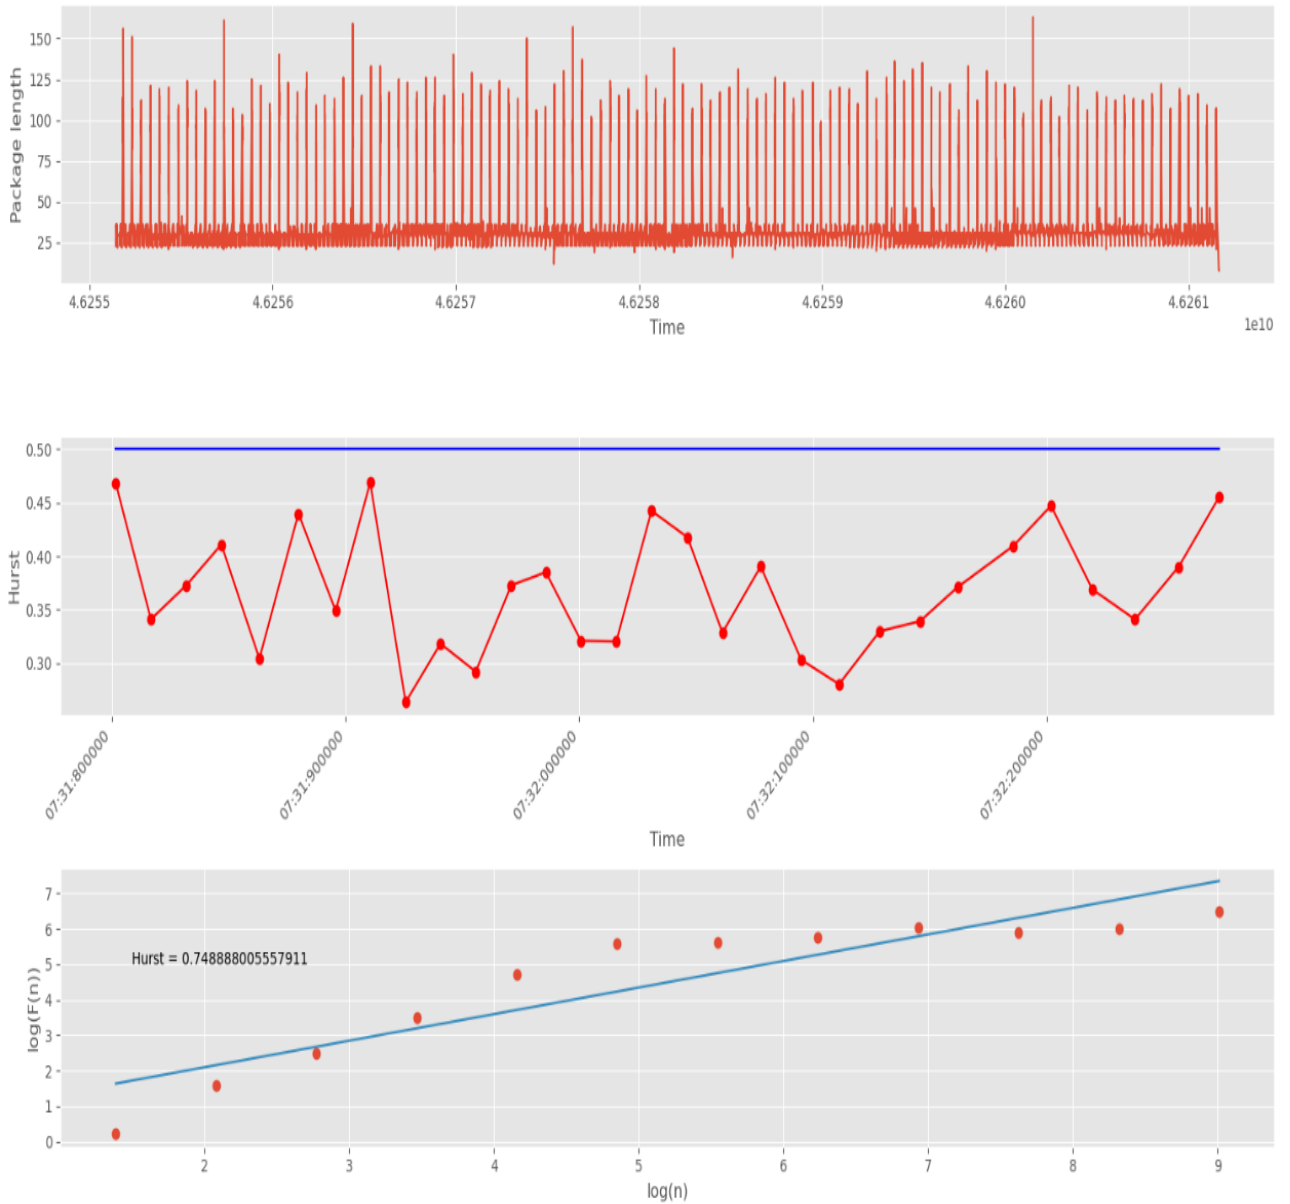 Package length
150
125
100
75
50
25
4.6255 4.6256 4.6257 4.6258 4.6259 4.6260 4.6261
1e10
Time
Hurst
0.50
0.45
0.40
0.35
0.30
07:31:800000 07:31:900000 07:32:000000 07:32:100000 07:32:200000
Time
log(F(n))
7
6
5
4
3
2
1
0
Hurst = 0.748888005557911
2 3 4 5 6 7 8 9
log(n)